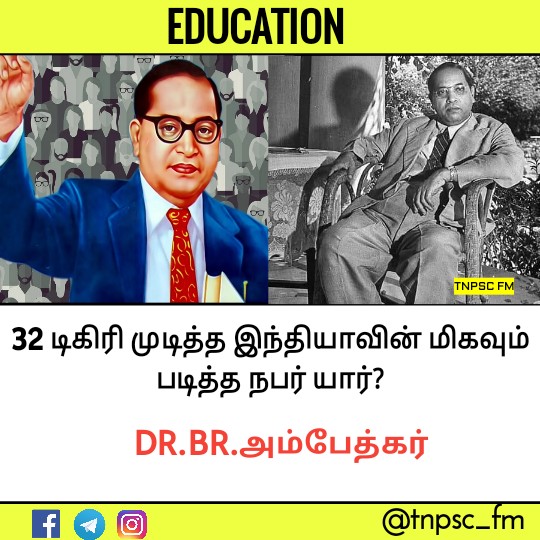 EDUCATION
TNPSC FM
32 டிகிரி முடித்த இந்தியாவின் மிகவும்
படித்த நபர் யார்?
DR.BR.அம்பேத்கர்
@tnpsc_fm